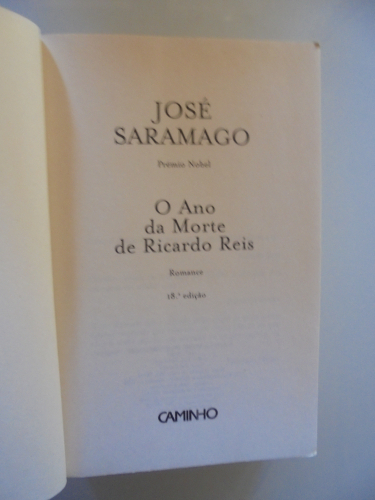 JOSÉ
SARAMAGO
Prémio Nobel
O Ano
da Morte
de Ricardo Reis
Romance
18.ª edição
CAMINHO